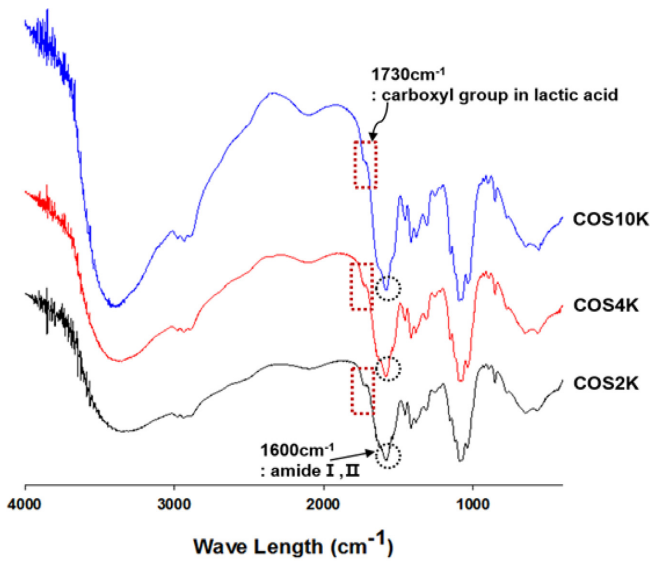 1730cm⁻¹
: carboxyl group in lactic acid
COS10K
COS4K
COS2K
1600cm⁻¹
: amide Ⅰ,Ⅱ
4000 3000 2000 1000
Wave Length (cm⁻¹)